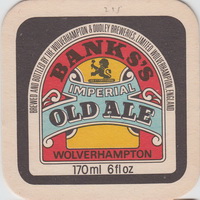 215
BREWED AND BOTTLED BY THE WOLVERHAMPTON & DUDLEY BREWERIES, LIMITED, WOLVERHAMPTON ENGLAND
BANKS'S
IMPERIAL
OLD ALE
WOLVERHAMPTON
170ml 6fl oz